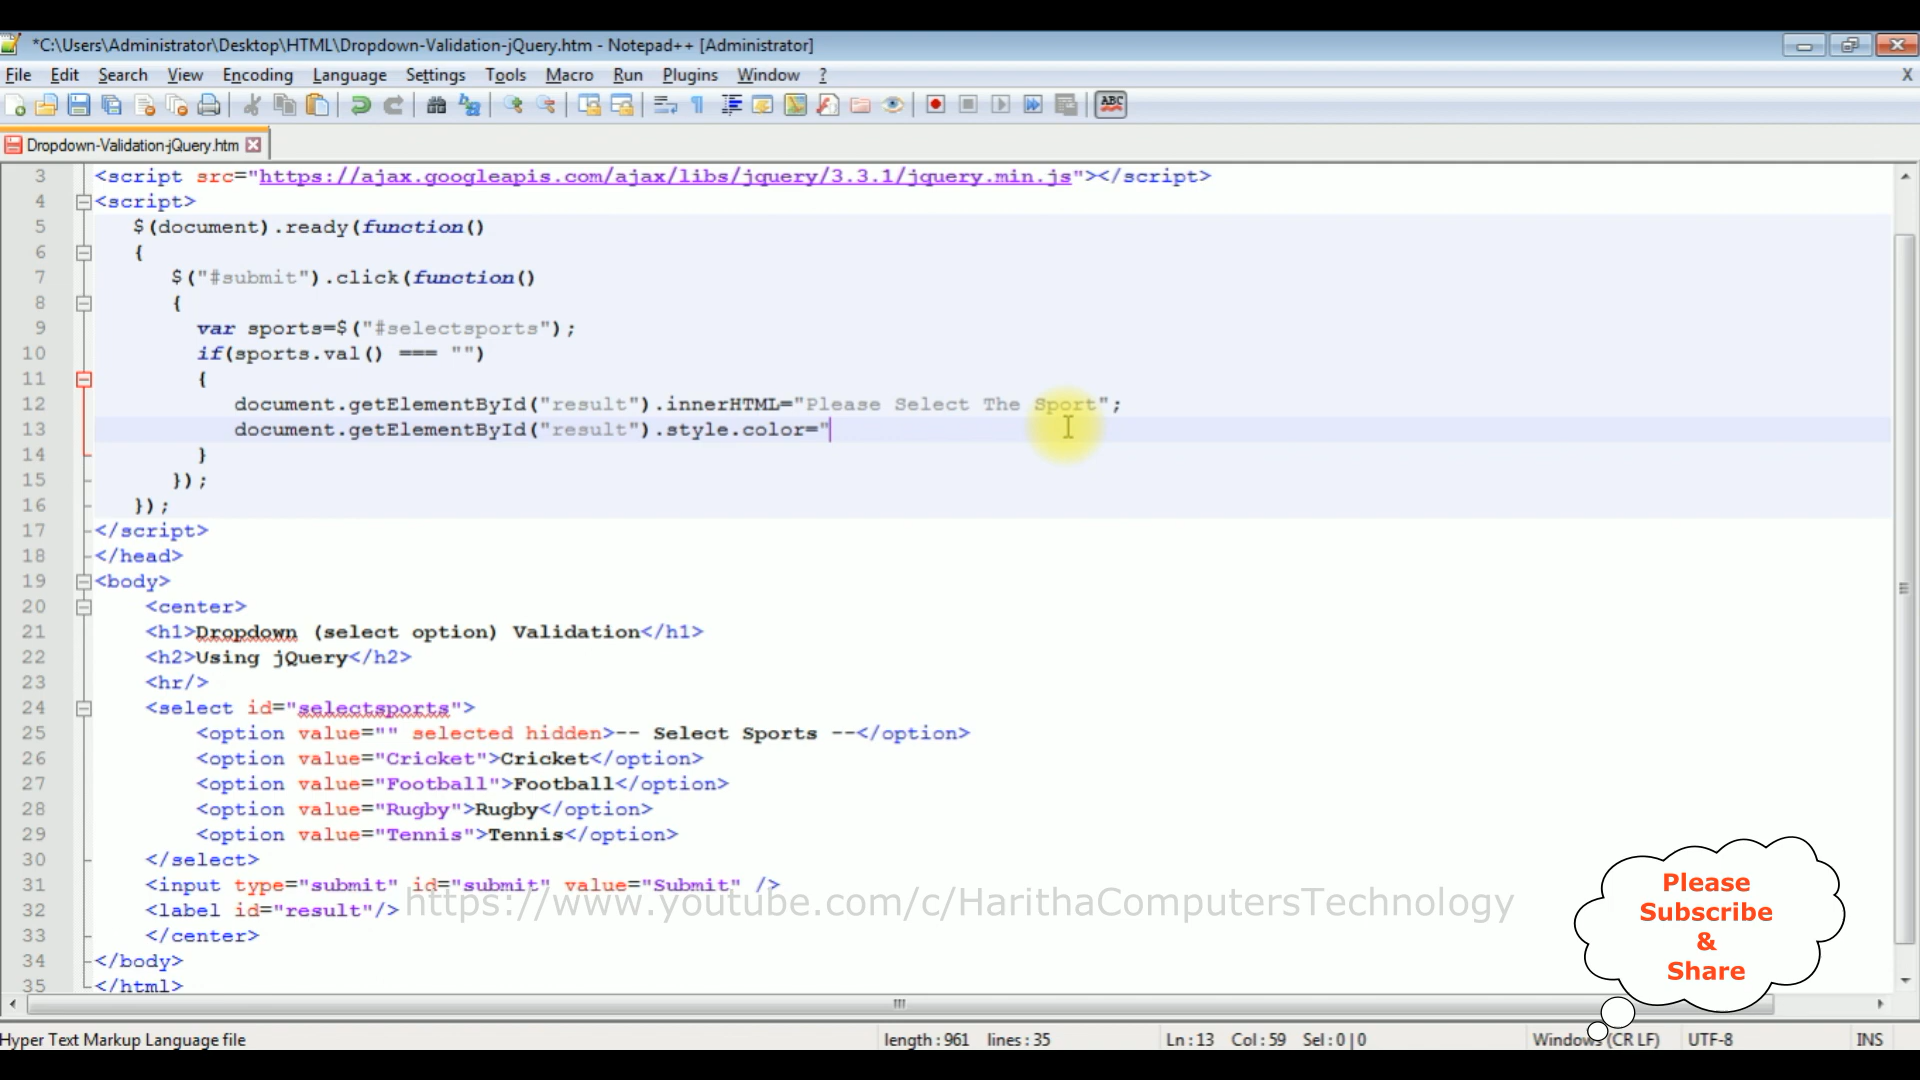 *C:\Users\Administrator\Desktop\HTML\Dropdown-Validation-jQuery.htm - Notepad++ [Administrator]
File Edit Search View Encoding Language Settings Tools Macro Run Plugins Window ? X
ABC
Dropdown-Validation-jQuery.htm
3 <script src="https://ajax.googleapis.com/ajax/libs/jquery/3.3.1/jquery.min.js"></script>
4 <script>
5 $(document).ready(function()
6 {
7 $("#submit").click(function()
8 {
9 var sports=$("#selectsports");
10 if(sports.val() === "")
11 {
12 document.getElementById("result").innerHTML="Please Select The Sport";
13 document.getElementById("result").style.color="
14 }
15 });
16 });
17 </script>
18 </head>
19 <body>
20 <center>
21 <h1>Dropdown (select option) Validation</h1>
22 <h2>Using jQuery</h2>
23 <hr/>
24 <select id="selectsports">
25 <option value="" selected hidden>-- Select Sports --</option>
26 <option value="Cricket">Cricket</option>
27 <option value="Football">Football</option>
28 <option value="Rugby">Rugby</option>
29 <option value="Tennis">Tennis</option>
30 </select>
31 <input type="submit" id="submit" value="Submit" />
32 <label id="result"/>
33 </center>
34 </body>
35 </html>
https://www.youtube.com/c/HarithaComputersTechnology
Please
Subscribe
&
Share
Hyper Text Markup Language file length : 961 lines : 35 Ln : 13 Col : 59 Sel : 0 | 0 Windows (CR LF) UTF-8 INS